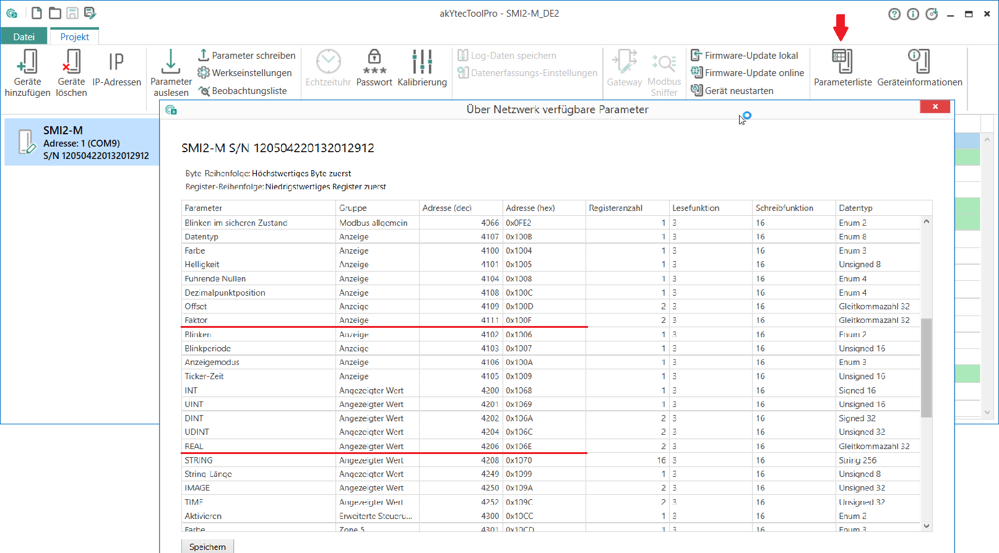 akYtecToolPro - SMI2-M_DE2
Datei
Projekt
Geräte hinzufügen
Geräte löschen
IP
IP-Adressen
Parameter auslesen
Parameter schreiben
Werkseinstellungen
Beobachtungsliste
Echtzeituhr
Passwort
Kalibrierung
Log-Daten speichern
Datenerfassungs-Einstellungen
Gateway
Modbus Sniffer
Firmware-Update lokal
Firmware-Update online
Gerät neustarten
Parameterliste
Geräteinformationen
SMI2-M
Adresse: 1 (COM9)
S/N 120504220132012912
Über Netzwerk verfügbare Parameter
SMI2-M S/N 120504220132012912
Byte-Reihenfolge: Höchstwertiges Byte zuerst
Register-Reihenfolge: Niedrigstwertiges Register zuerst
Parameter Gruppe Adresse (dec) Adresse (hex) Registeranzahl Lesefunktion Schreibfunktion Datentyp
Blinken im sicheren Zustand Modbus allgemein 4066 0x0FE2 1 3 16 Enum 2
Datentyp Anzeige 4107 0x100B 1 3 16 Enum 8
Farbe Anzeige 4100 0x1004 1 3 16 Enum 3
Helligkeit Anzeige 4101 0x1005 1 3 16 Unsigned 8
Führende Nullen Anzeige 4104 0x1008 1 3 16 Enum 4
Dezimalpunktposition Anzeige 4108 0x100C 1 3 16 Enum 4
Offset Anzeige 4109 0x100D 2 3 16 Gleitkommazahl 32
Faktor Anzeige 4111 0x100F 2 3 16 Gleitkommazahl 32
Blinken Anzeige 4102 0x1006 1 3 16 Enum 2
Blinkperiode Anzeige 4103 0x1007 1 3 16 Unsigned 16
Anzeigemodus Anzeige 4106 0x100A 1 3 16 Enum 3
Ticker-Zeit Anzeige 4105 0x1009 1 3 16 Unsigned 16
INT Angezeigter Wert 4200 0x1068 1 3 16 Signed 16
UINT Angezeigter Wert 4201 0x1069 1 3 16 Unsigned 16
DINT Angezeigter Wert 4202 0x106A 2 3 16 Signed 32
UDINT Angezeigter Wert 4204 0x106C 2 3 16 Unsigned 32
REAL Angezeigter Wert 4206 0x106E 2 3 16 Gleitkommazahl 32
STRING Angezeigter Wert 4208 0x1070 16 3 16 String 256
String-Länge Angezeigter Wert 4249 0x1099 1 3 16 Unsigned 8
IMAGE Angezeigter Wert 4250 0x109A 2 3 16 Unsigned 32
TIME Angezeigter Wert 4252 0x109C 2 3 16 Unsigned 32
Aktivieren Erweiterte Steueru... 4300 0x10CC 1 3 16 Enum 2
Farbe Zone 5 4301 0x10CD 1 3 16 Enum 3
Speichern